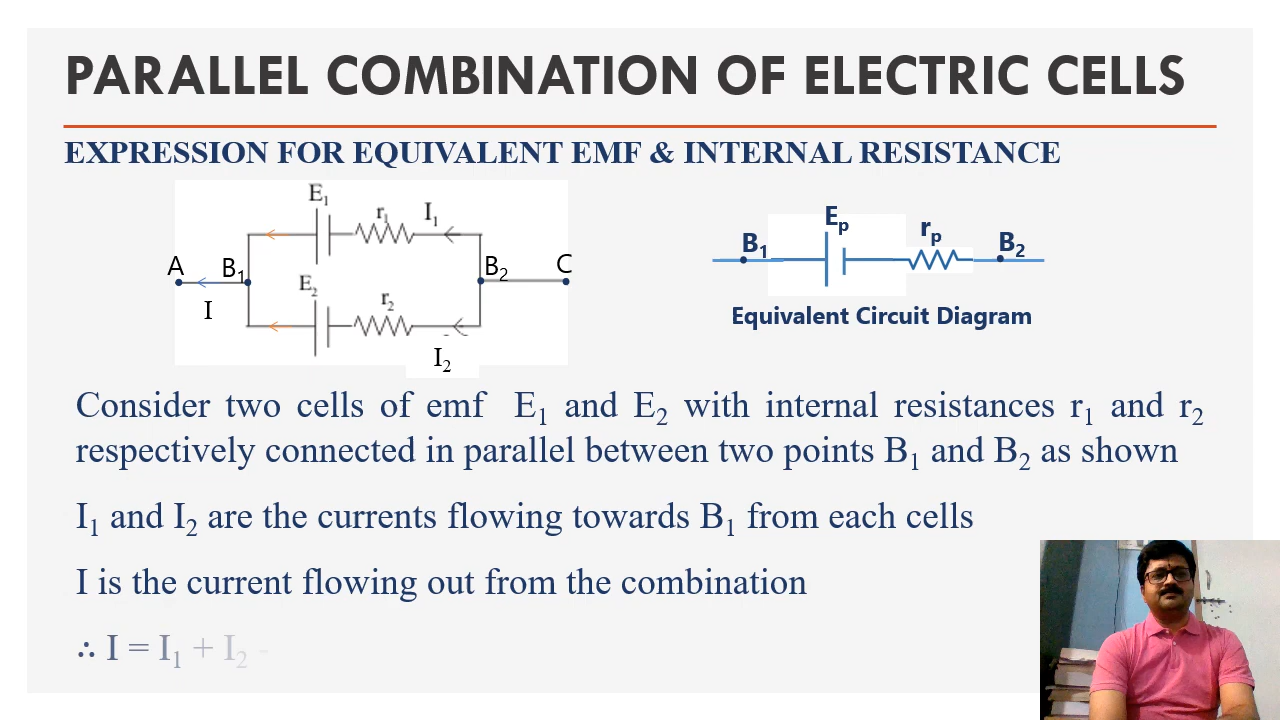 PARALLEL COMBINATION OF ELECTRIC CELLS
EXPRESSION FOR EQUIVALENT EMF & INTERNAL RESISTANCE
E₁
r₁
I₁
A
B₁
E₂
r₂
B₂
C
I
I₂
Eₚ
rₚ
B₁
B₂
Equivalent Circuit Diagram
Consider two cells of emf E₁ and E₂ with internal resistances r₁ and r₂
respectively connected in parallel between two points B₁ and B₂ as shown
I₁ and I₂ are the currents flowing towards B₁ from each cells
I is the current flowing out from the combination
∴ I = I₁ + I₂ -